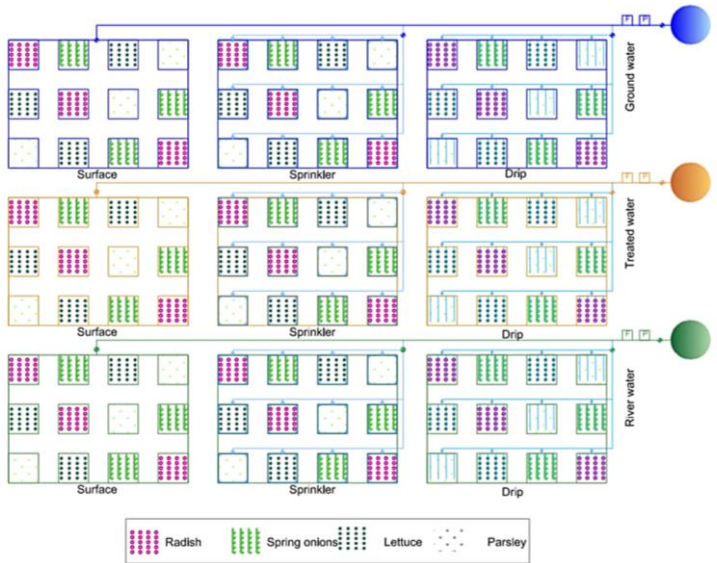 F P
Ground water
Surface Sprinkler Drip
F P
Treated water
Surface Sprinkler Drip
F P
River water
Surface Sprinkler Drip
Radish Spring onions Lettuce Parsley